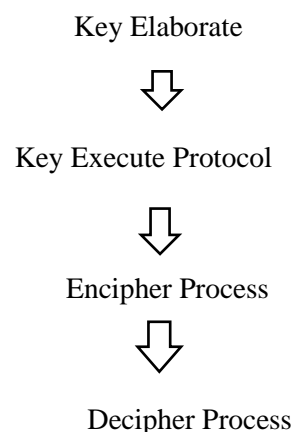 Key Elaborate
Key Execute Protocol
Encipher Process
Decipher Process